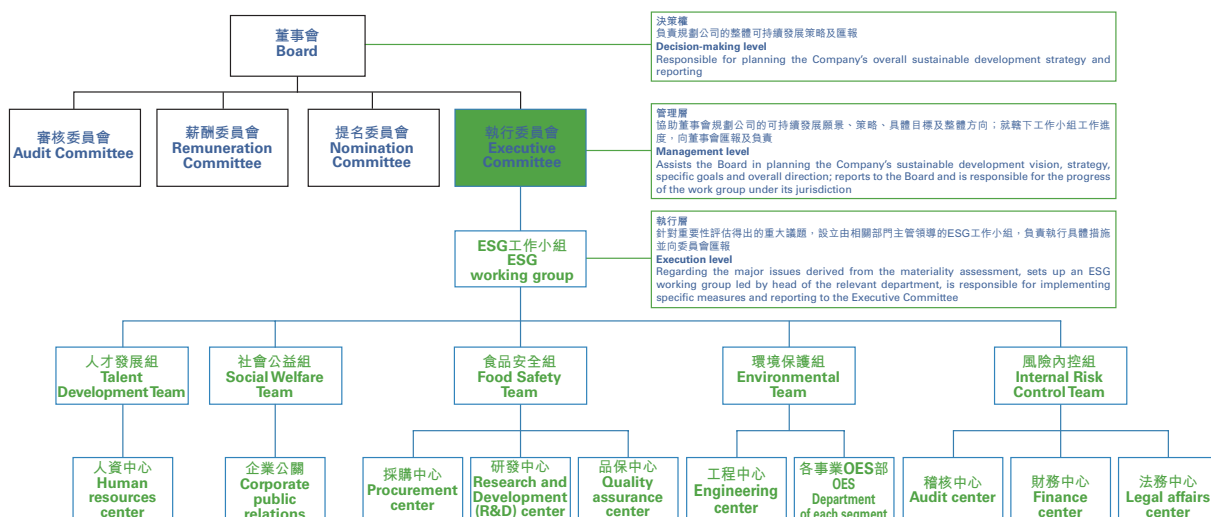 董事會
Board
決策權
負責規劃公司的整體可持續發展策略及匯報
Decision-making level
Responsible for planning the Company's overall sustainable development strategy and
reporting
審核委員會
Audit Committee
薪酬委員會
Remuneration
Committee
提名委員會
Nomination
Committee
執行委員會
Executive
Committee
管理層
協助董事會規劃公司的可持續發展願景、策略、具體目標及整體方向；就轄下工作小組工作進
度，向董事會匯報及負責
Management level
Assists the Board in planning the Company's sustainable development vision, strategy,
specific goals and overall direction; reports to the Board and is responsible for the progress
of the work group under its jurisdiction
ESG工作小組
ESG
working group
執行層
針對重要性評估得出的重大議題，設立由相關部門主管領導的ESG工作小組，負責執行具體措施
並向委員會匯報
Execution level
Regarding the major issues derived from the materiality assessment, sets up an ESG
working group led by head of the relevant department, is responsible for implementing
specific measures and reporting to the Executive Committee
人才發展組
Talent
Development Team
社會公益組
Social Welfare
Team
食品安全組
Food Safety
Team
環境保護組
Environmental
Team
風險內控組
Internal Risk
Control Team
人資中心
Human
resources
center
企業公關
Corporate
public
relations
採購中心
Procurement
center
研發中心
Research and
Development
(R&D) center
品保中心
Quality
assurance
center
工程中心
Engineering
center
各事業OES部
OES
Department
of each segment
稽核中心
Audit center
財務中心
Finance
center
法務中心
Legal affairs
center